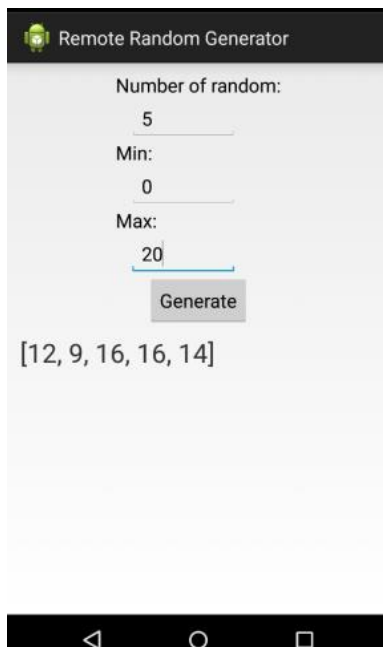 Remote Random Generator
Number of random:
5
Min:
0
Max:
20
Generate
[12, 9, 16, 16, 14]